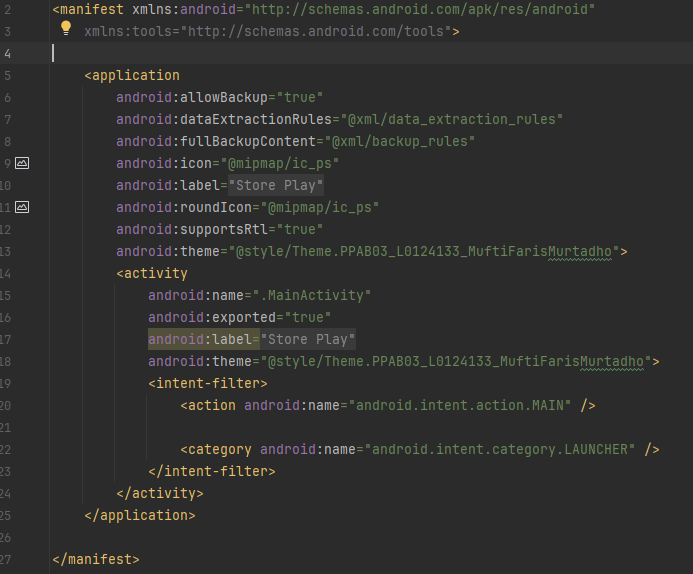 2 <manifest xmlns:android="http://schemas.android.com/apk/res/android"
3 xmlns:tools="http://schemas.android.com/tools">
4
5 <application
6 android:allowBackup="true"
7 android:dataExtractionRules="@xml/data_extraction_rules"
8 android:fullBackupContent="@xml/backup_rules"
9 android:icon="@mipmap/ic_ps"
10 android:label="Store Play"
11 android:roundIcon="@mipmap/ic_ps"
12 android:supportsRtl="true"
13 android:theme="@style/Theme.PPAB03_L0124133_MuftiFarisMurtadho">
14 <activity
15 android:name=".MainActivity"
16 android:exported="true"
17 android:label="Store Play"
18 android:theme="@style/Theme.PPAB03_L0124133_MuftiFarisMurtadho">
19 <intent-filter>
20 <action android:name="android.intent.action.MAIN" />
21
22 <category android:name="android.intent.category.LAUNCHER" />
23 </intent-filter>
24 </activity>
25 </application>
26
27 </manifest>